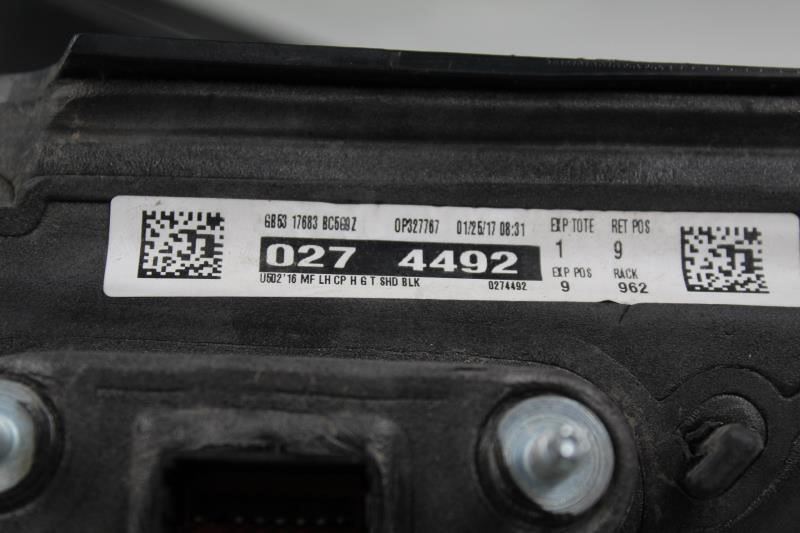 GB53 17683 BC5G9Z OP327767 01/25/17 08:31
027 4492
U502'16 MF LH CP H G T SHD BLK 0274492
EXP TOTE RET POS
1 9
EXP POS RACK
9 962